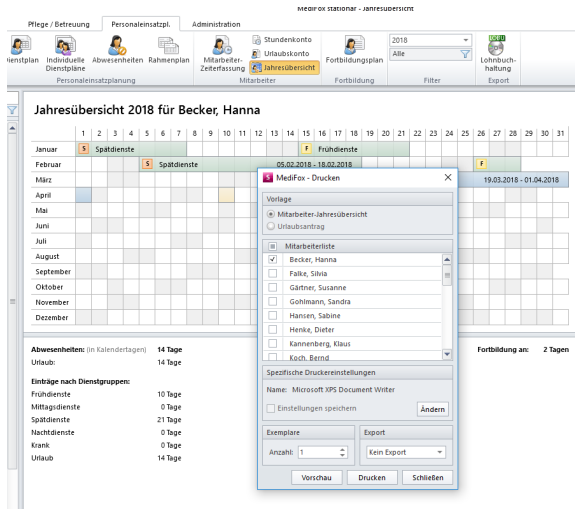 MediFox stationär - Jahresübersicht
Pflege / Betreuung Personaleinsatzpl. Administration
Dienstplan Individuelle Dienstpläne Abwesenheiten Rahmenplan
Mitarbeiter-Zeiterfassung Stundenkonto
Urlaubskonto
Jahresübersicht
Fortbildungsplan 2018
Alle
Lohnbuch-haltung
Personaleinsatzplanung Mitarbeiter Fortbildung Filter Export
Jahresübersicht 2018 für Becker, Hanna
1 2 3 4 5 6 7 8 9 10 11 12 13 14 15 16 17 18 19 20 21 22 23 24 25 26 27 28 29 30 31
Januar S Spätdienste F Frühdienste
Februar S Spätdienste 05.02.2018 - 18.02.2018 F
März 19.03.2018 - 01.04.2018
April
Mai
Juni
Juli
August
September
Oktober
November
Dezember
MediFox - Drucken
Vorlage
Mitarbeiter-Jahresübersicht
Urlaubsantrag
Mitarbeiterliste
Becker, Hanna
Falke, Silvia
Gärtner, Susanne
Gohlmann, Sandra
Hansen, Sabine
Henke, Dieter
Kannenberg, Klaus
Koch, Bernd
Spezifische Druckereinstellungen
Name: Microsoft XPS Document Writer
Einstellungen speichern Ändern
Exemplare Export
Anzahl: 1 Kein Export
Vorschau Drucken Schließen
Abwesenheiten: (in Kalendertagen) 14 Tage
Urlaub: 14 Tage
Fortbildung an: 2 Tagen
Einträge nach Dienstgruppen:
Frühdienste 10 Tage
Mittagsdienste 0 Tage
Spätdienste 21 Tage
Nachtdienste 0 Tage
Krank 0 Tage
Urlaub 14 Tage